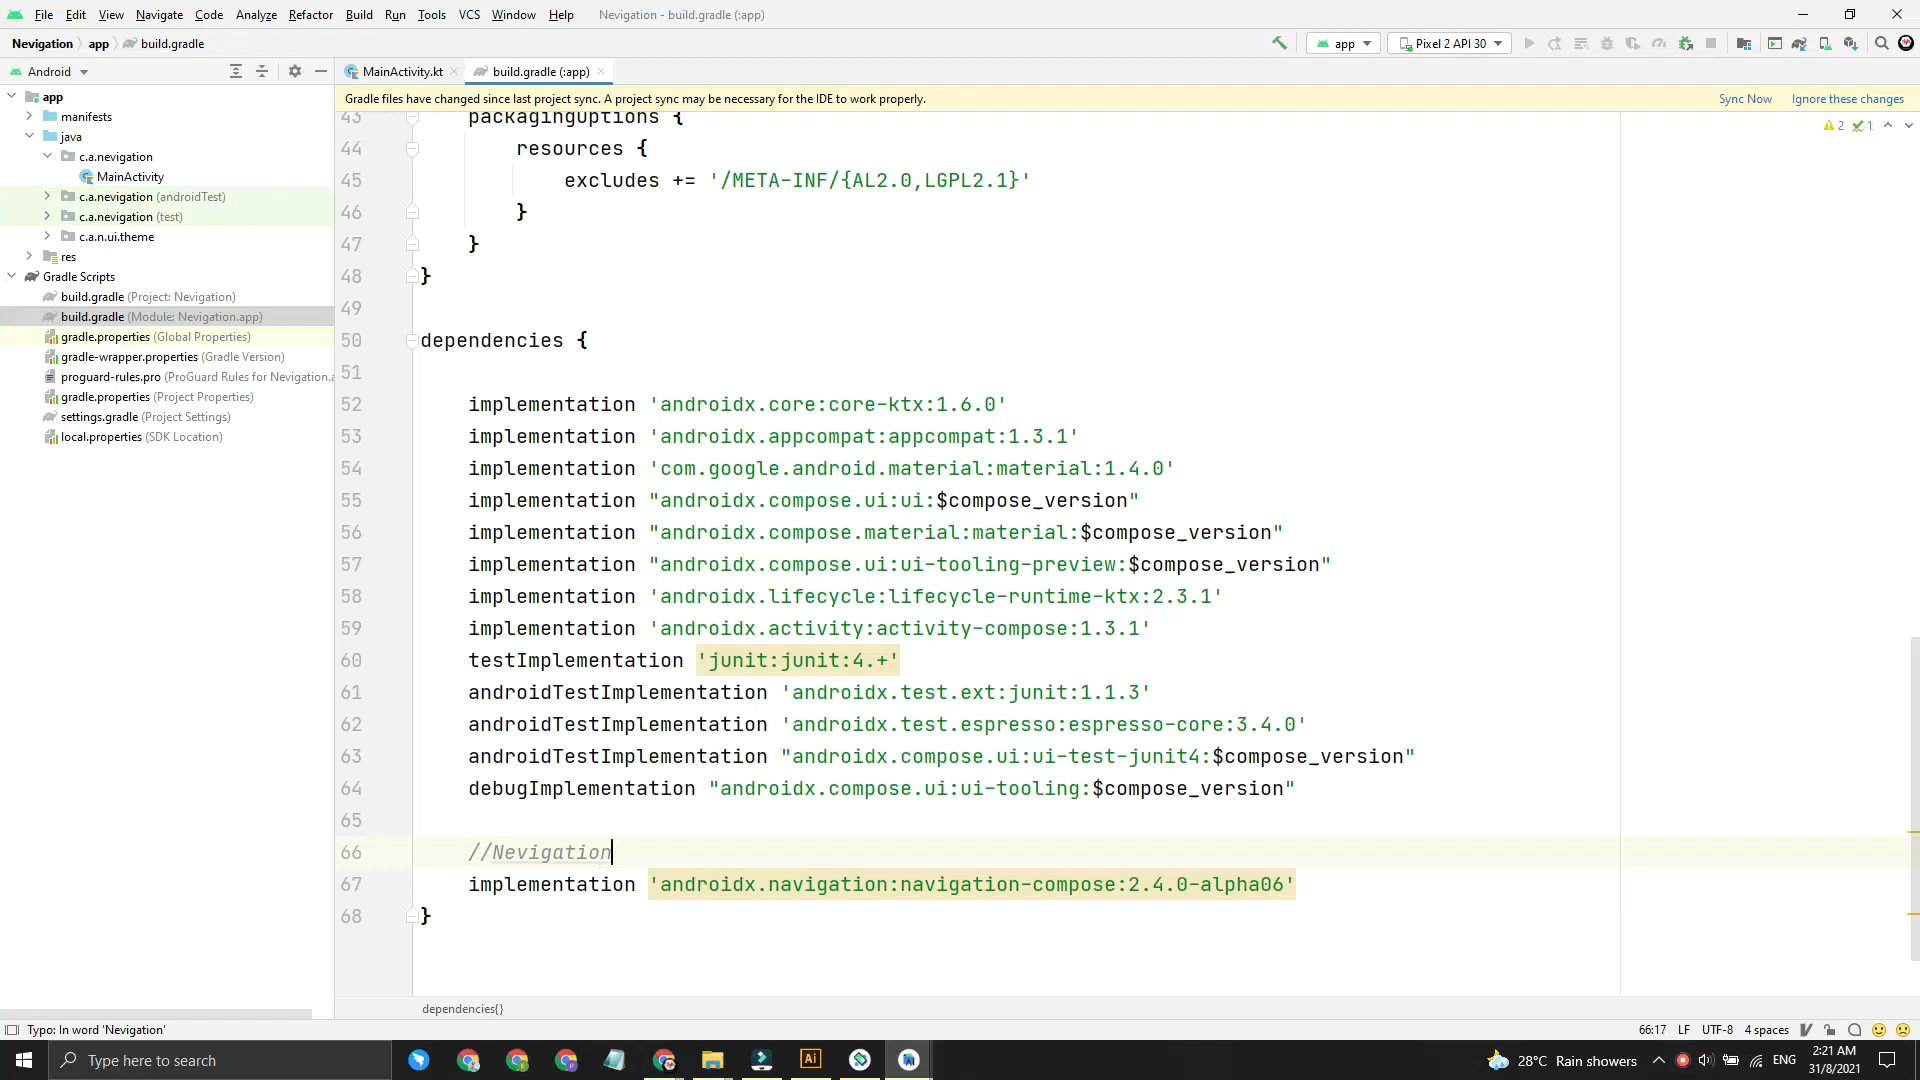 File Edit View Navigate Code Analyze Refactor Build Run Tools VCS Window Help Nevigation - build.gradle (:app)
Nevigation app build.gradle
app Pixel 2 API 30
Android
MainActivity.kt build.gradle (:app)
Gradle files have changed since last project sync. A project sync may be necessary for the IDE to work properly. Sync Now Ignore these changes
2 1
app
manifests
java
c.a.nevigation
MainActivity
c.a.nevigation (androidTest)
c.a.nevigation (test)
c.a.n.ui.theme
res
Gradle Scripts
build.gradle (Project: Nevigation)
build.gradle (Module: Nevigation.app)
gradle.properties (Global Properties)
gradle-wrapper.properties (Gradle Version)
proguard-rules.pro (ProGuard Rules for Nevigation.a
gradle.properties (Project Properties)
settings.gradle (Project Settings)
local.properties (SDK Location)
43 packagingOptions {
44 resources {
45 excludes += '/META-INF/{AL2.0,LGPL2.1}'
46 }
47 }
48 }
49
50 dependencies {
51
52 implementation 'androidx.core:core-ktx:1.6.0'
53 implementation 'androidx.appcompat:appcompat:1.3.1'
54 implementation 'com.google.android.material:material:1.4.0'
55 implementation "androidx.compose.ui:ui:$compose_version"
56 implementation "androidx.compose.material:material:$compose_version"
57 implementation "androidx.compose.ui:ui-tooling-preview:$compose_version"
58 implementation 'androidx.lifecycle:lifecycle-runtime-ktx:2.3.1'
59 implementation 'androidx.activity:activity-compose:1.3.1'
60 testImplementation 'junit:junit:4.+'
61 androidTestImplementation 'androidx.test.ext:junit:1.1.3'
62 androidTestImplementation 'androidx.test.espresso:espresso-core:3.4.0'
63 androidTestImplementation "androidx.compose.ui:ui-test-junit4:$compose_version"
64 debugImplementation "androidx.compose.ui:ui-tooling:$compose_version"
65
66 //Nevigation
67 implementation 'androidx.navigation:navigation-compose:2.4.0-alpha06'
68 }
dependencies{}
Typo: In word 'Nevigation' 66:17 LF UTF-8 4 spaces
Type here to search Ai 28°C Rain showers ENG 2:21 AM
31/8/2021